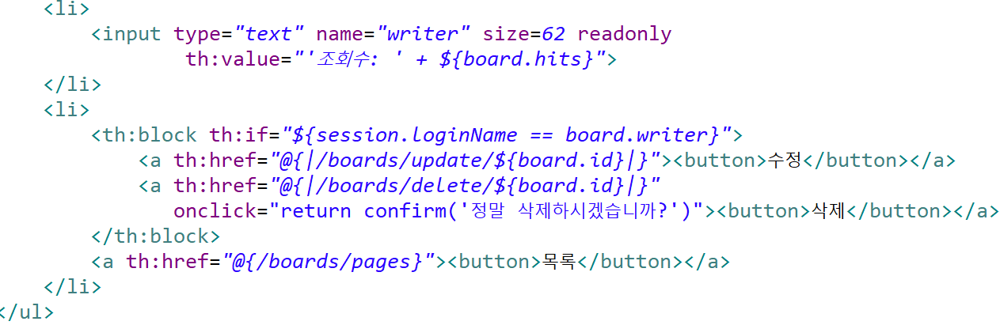 <li>
<input type="text" name="writer" size=62 readonly
th:value="'조회수: ' + ${board.hits}">
</li>
<li>
<th:block th:if="${session.loginName == board.writer}">
<a th:href="@{|/boards/update/${board.id}|}"><button>수정</button></a>
<a th:href="@{|/boards/delete/${board.id}|}"
onclick="return confirm('정말 삭제하시겠습니까?')"><button>삭제</button></a>
</th:block>
<a th:href="@{/boards/pages}"><button>목록</button></a>
</li>
</ul>